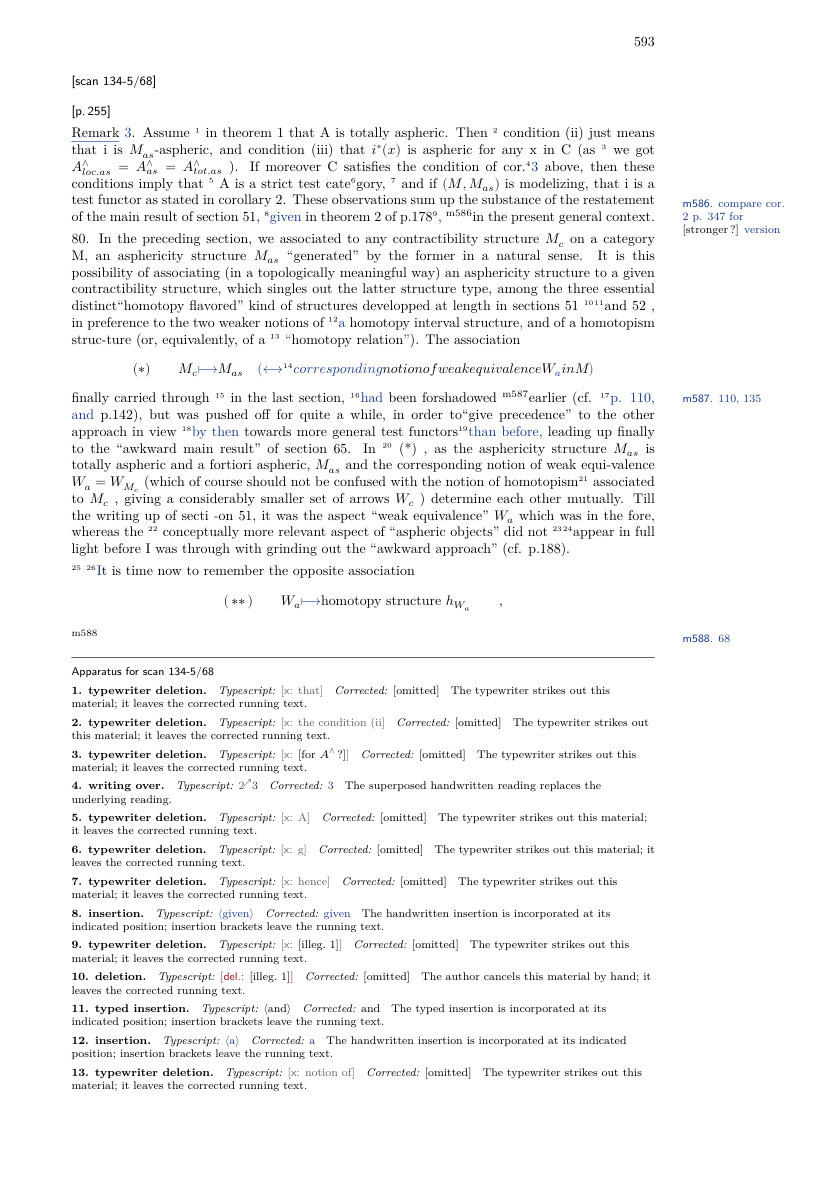 593
[scan 134-5/68]
[p. 255]
Remark 3. Assume ¹ in theorem 1 that A is totally aspheric. Then ² condition (ii) just means
that i is M_as-aspheric, and condition (iii) that i*(x) is aspheric for any x in C (as ³ we got
A^∧_loc.as = A^∧_as = A^∧_tot.as ). If moreover C satisfies the condition of cor.⁴3 above, then these
conditions imply that ⁵ A is a strict test cate⁶gory, ⁷ and if (M, M_as) is modelizing, that i is a
test functor as stated in corollary 2. These observations sum up the substance of the restatement
of the main result of section 51, ⁸given in theorem 2 of p.178⁹, m586in the present general context.
m586. compare cor.
2 p. 347 for
[stronger ?] version
80. In the preceding section, we associated to any contractibility structure M_c on a category
M, an asphericity structure M_as “generated” by the former in a natural sense. It is this
possibility of associating (in a topologically meaningful way) an asphericity structure to a given
contractibility structure, which singles out the latter structure type, among the three essential
distinct“homotopy flavored” kind of structures developped at length in sections 51 ¹⁰¹¹and 52 ,
in preference to the two weaker notions of ¹²a homotopy interval structure, and of a homotopism
struc-ture (or, equivalently, of a ¹³ “homotopy relation”). The association
(∗) M_c⟼M_as (⟷¹⁴correspondingnotionofweakequivalenceW_ainM)
finally carried through ¹⁵ in the last section, ¹⁶had been forshadowed m587earlier (cf. ¹⁷p. 110,
and p.142), but was pushed off for quite a while, in order to“give precedence” to the other
approach in view ¹⁸by then towards more general test functors¹⁹than before, leading up finally
to the “awkward main result” of section 65. In ²⁰ (*) , as the asphericity structure M_as is
totally aspheric and a fortiori aspheric, M_as and the corresponding notion of weak equi-valence
W_a = W_{M_c} (which of course should not be confused with the notion of homotopism²¹ associated
to M_c , giving a considerably smaller set of arrows W_c ) determine each other mutually. Till
the writing up of secti -on 51, it was the aspect “weak equivalence” W_a which was in the fore,
whereas the ²² conceptually more relevant aspect of “aspheric objects” did not ²³²⁴appear in full
light before I was through with grinding out the “awkward approach” (cf. p.188).
m587. 110, 135
²⁵ ²⁶It is time now to remember the opposite association
(∗∗) W_a⟼homotopy structure h_{W_a} ,
m588
m588. 68
Apparatus for scan 134-5/68
1. typewriter deletion. Typescript: [x: that] Corrected: [omitted] The typewriter strikes out this
material; it leaves the corrected running text.
2. typewriter deletion. Typescript: [x: the condition (ii] Corrected: [omitted] The typewriter strikes out
this material; it leaves the corrected running text.
3. typewriter deletion. Typescript: [x: [for A^∧ ?]] Corrected: [omitted] The typewriter strikes out this
material; it leaves the corrected running text.
4. writing over. Typescript: 2↗3 Corrected: 3 The superposed handwritten reading replaces the
underlying reading.
5. typewriter deletion. Typescript: [x: A] Corrected: [omitted] The typewriter strikes out this material;
it leaves the corrected running text.
6. typewriter deletion. Typescript: [x: g] Corrected: [omitted] The typewriter strikes out this material; it
leaves the corrected running text.
7. typewriter deletion. Typescript: [x: hence] Corrected: [omitted] The typewriter strikes out this
material; it leaves the corrected running text.
8. insertion. Typescript: ⟨given⟩ Corrected: given The handwritten insertion is incorporated at its
indicated position; insertion brackets leave the running text.
9. typewriter deletion. Typescript: [x: [illeg. 1]] Corrected: [omitted] The typewriter strikes out this
material; it leaves the corrected running text.
10. deletion. Typescript: [del.: [illeg. 1]] Corrected: [omitted] The author cancels this material by hand; it
leaves the corrected running text.
11. typed insertion. Typescript: ⟨and⟩ Corrected: and The typed insertion is incorporated at its
indicated position; insertion brackets leave the running text.
12. insertion. Typescript: ⟨a⟩ Corrected: a The handwritten insertion is incorporated at its indicated
position; insertion brackets leave the running text.
13. typewriter deletion. Typescript: [x: notion of] Corrected: [omitted] The typewriter strikes out this
material; it leaves the corrected running text.